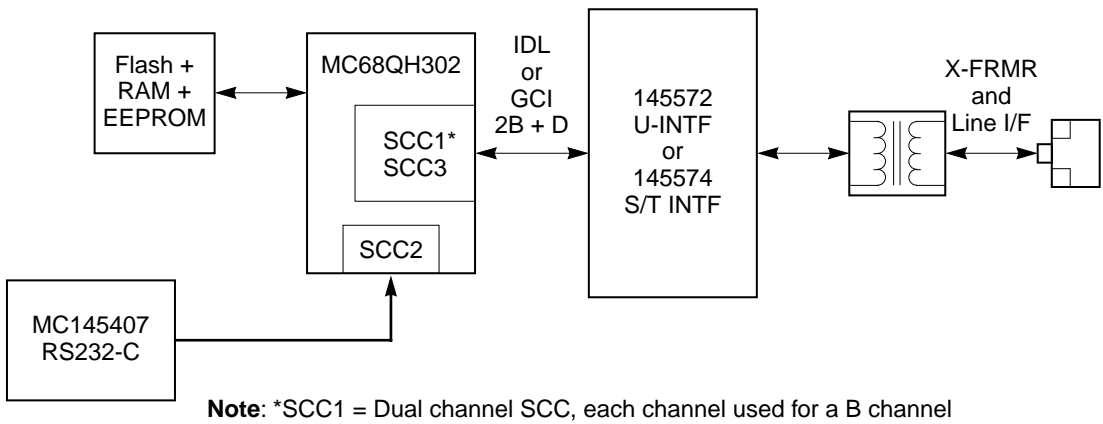 Flash +
RAM +
EEPROM
MC68QH302
SCC1*
SCC3
SCC2
IDL
or
GCI
2B + D
145572
U-INTF
or
145574
S/T INTF
X-FRMR
and
Line I/F
MC145407
RS232-C
Note: *SCC1 = Dual channel SCC, each channel used for a B channel